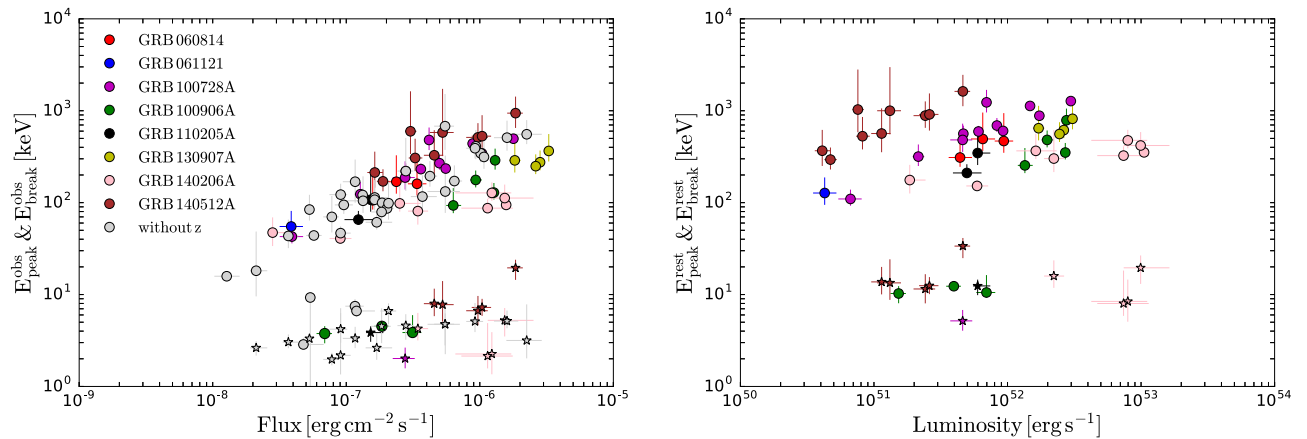 E^obs_peak & E^obs_break [keV]
10^4
10^3
10^2
10^1
10^0
GRB 060814
GRB 061121
GRB 100728A
GRB 100906A
GRB 110205A
GRB 130907A
GRB 140206A
GRB 140512A
without z
10^-9 10^-8 10^-7 10^-6 10^-5
Flux [erg cm^-2 s^-1]
E^rest_peak & E^rest_break [keV]
10^4
10^3
10^2
10^1
10^0
10^50 10^51 10^52 10^53 10^54
Luminosity [erg s^-1]